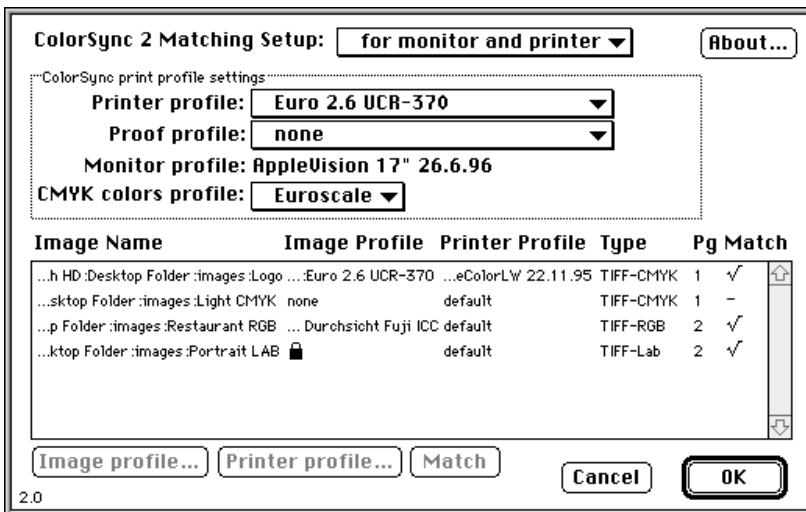 ColorSync 2 Matching Setup: for monitor and printer About...
ColorSync print profile settings
Printer profile: Euro 2.6 UCR-370
Proof profile: none
Monitor profile: AppleVision 17" 26.6.96
CMYK colors profile: Euroscale
Image Name Image Profile Printer Profile Type Pg Match
...h HD:Desktop Folder:images:Logo ...:Euro 2.6 UCR-370 ...eColorLW 22.11.95 TIFF-CMYK 1 √
...sktop Folder:images:Light CMYK none default TIFF-CMYK 1 -
...p Folder:images:Restaurant RGB ... Durchsicht Fuji ICC default TIFF-RGB 2 √
...ktop Folder:images:Portrait LAB default TIFF-Lab 2 √
Image profile... Printer profile... Match Cancel OK
2.0